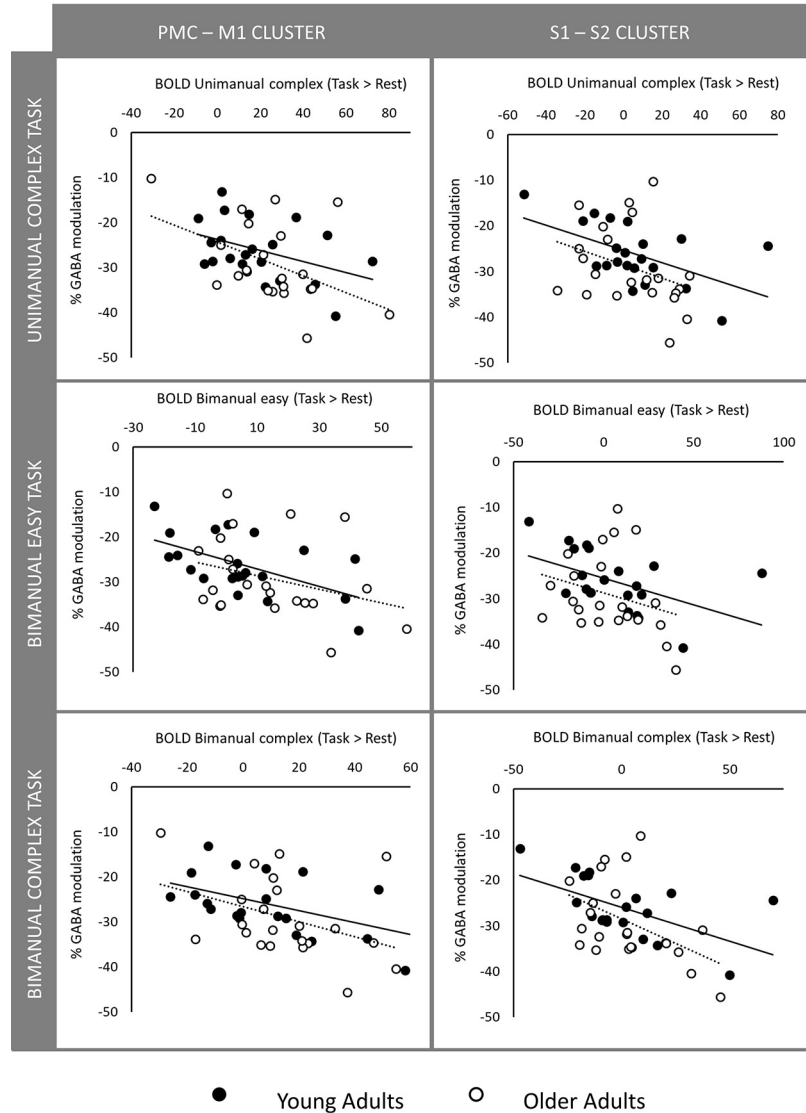 PMC – M1 CLUSTER
S1 – S2 CLUSTER
UNIMANUAL COMPLEX TASK
BOLD Unimanual complex (Task > Rest)
-40 -20 0 20 40 60 80
0
-10
-20
-30
-40
-50
% GABA modulation
BOLD Unimanual complex (Task > Rest)
-60 -40 -20 0 20 40 60 80
0
-10
-20
-30
-40
-50
% GABA modulation
BIMANUAL EASY TASK
BOLD Bimanual easy (Task > Rest)
-30 -10 10 30 50
0
-10
-20
-30
-40
-50
% GABA modulation
BOLD Bimanual easy (Task > Rest)
-50 0 50 100
0
-10
-20
-30
-40
-50
% GABA modulation
BIMANUAL COMPLEX TASK
BOLD Bimanual complex (Task > Rest)
-40 -20 0 20 40 60
0
-10
-20
-30
-40
-50
% GABA modulation
BOLD Bimanual complex (Task > Rest)
-50 0 50
0
-10
-20
-30
-40
-50
% GABA modulation
Young Adults
Older Adults